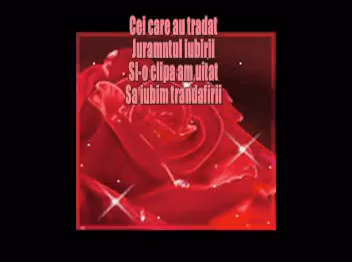 Cei care au tradat
Juramntul iubirii
Si-o clipa am uitat
Sa iubim trandafirii